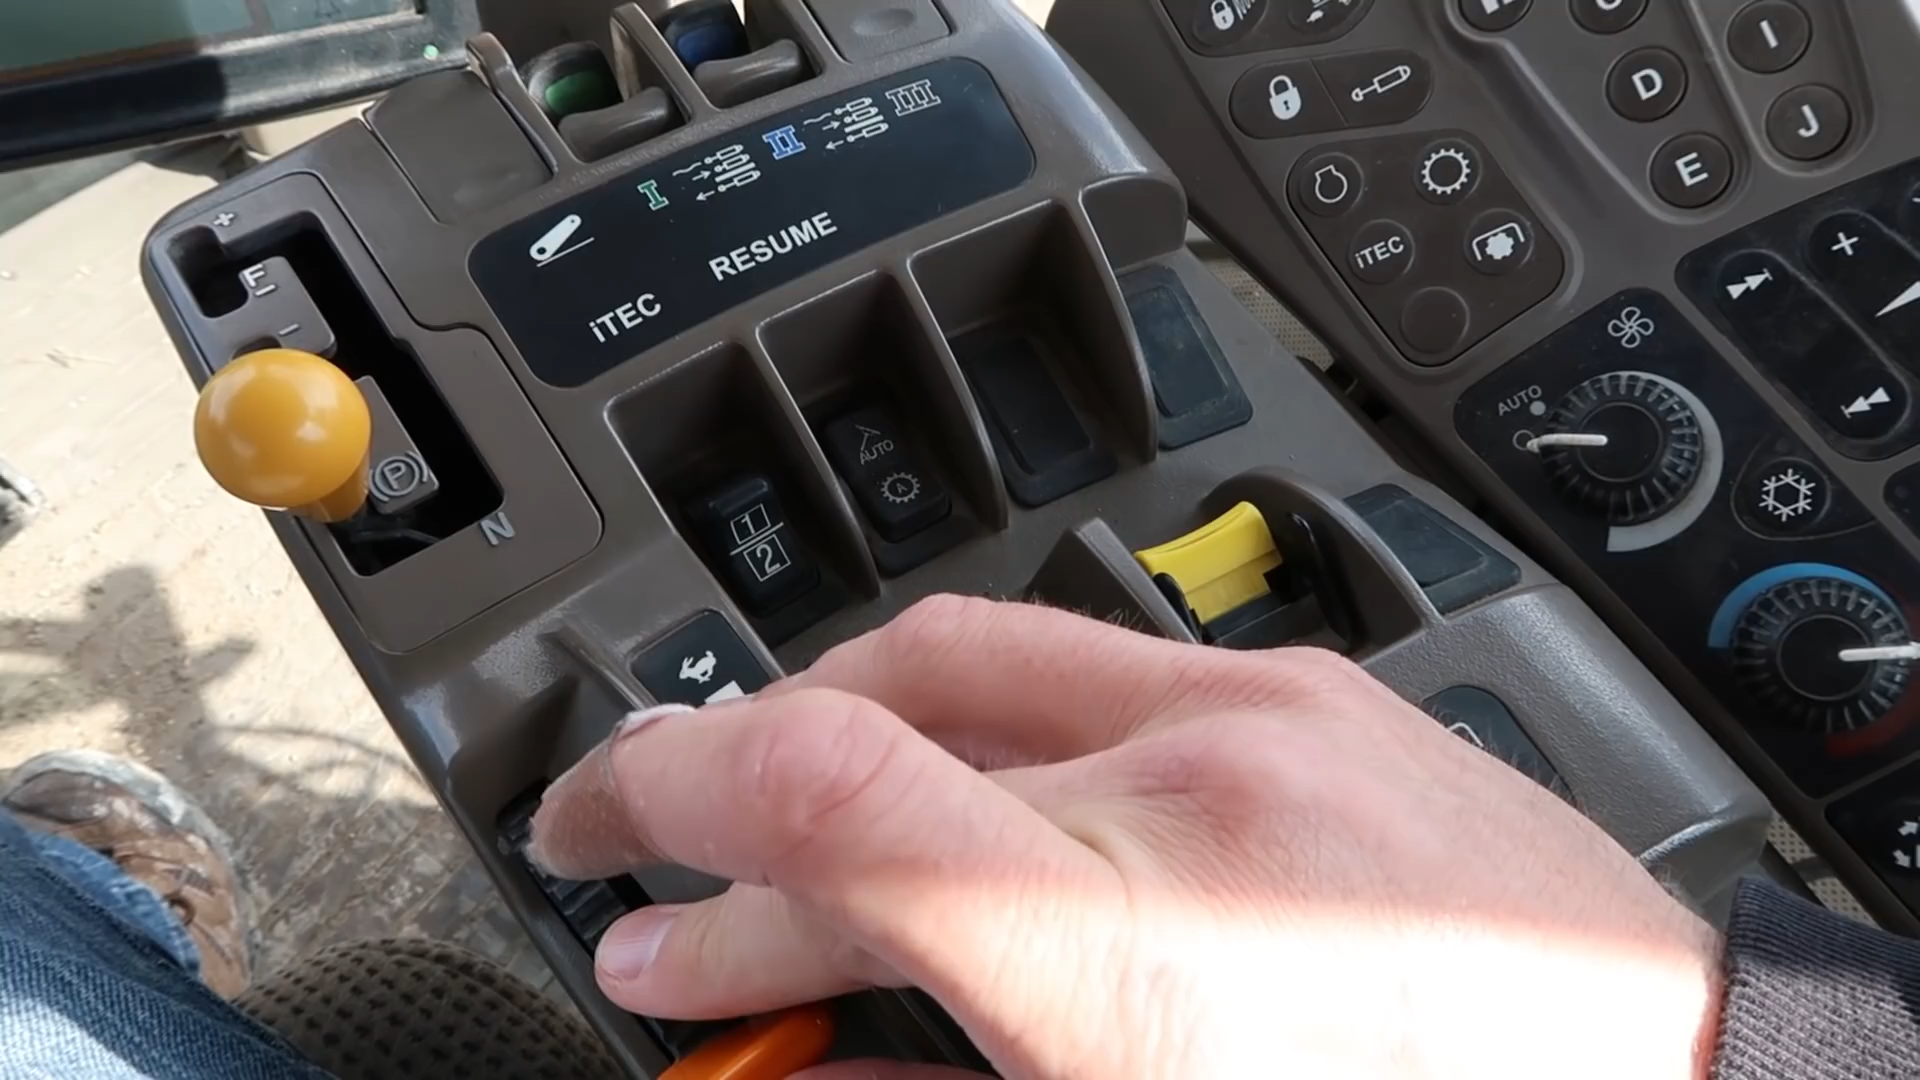 I II III
RESUME
iTEC
+
F
-
(P)
N
1
2
AUTO
A
D
E
I
J
iTEC
AUTO
+